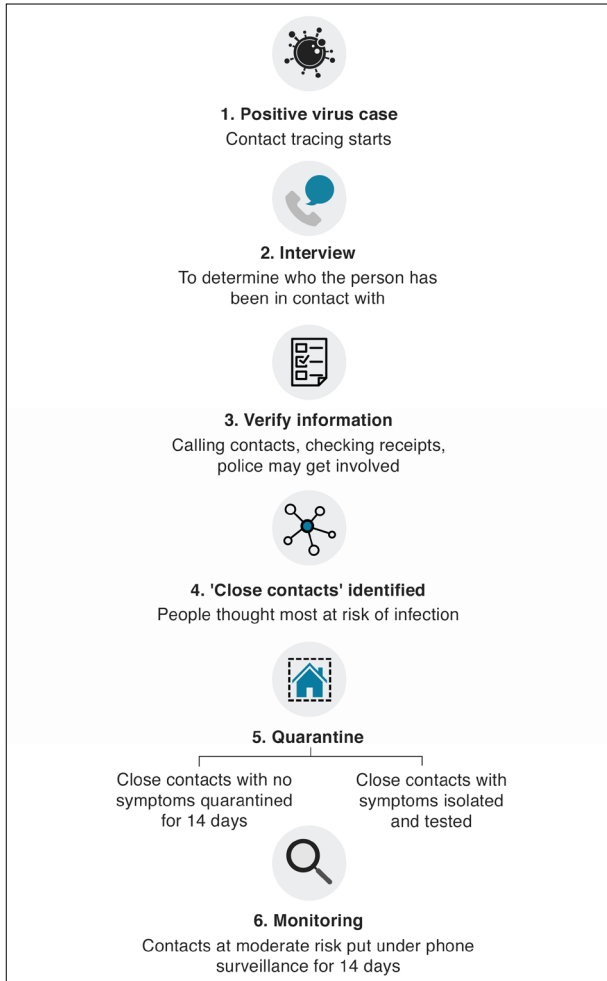 1. Positive virus case
Contact tracing starts
2. Interview
To determine who the person has
been in contact with
3. Verify information
Calling contacts, checking receipts,
police may get involved
4. 'Close contacts' identified
People thought most at risk of infection
5. Quarantine
Close contacts with no
symptoms quarantined
for 14 days
Close contacts with
symptoms isolated
and tested
6. Monitoring
Contacts at moderate risk put under phone
surveillance for 14 days